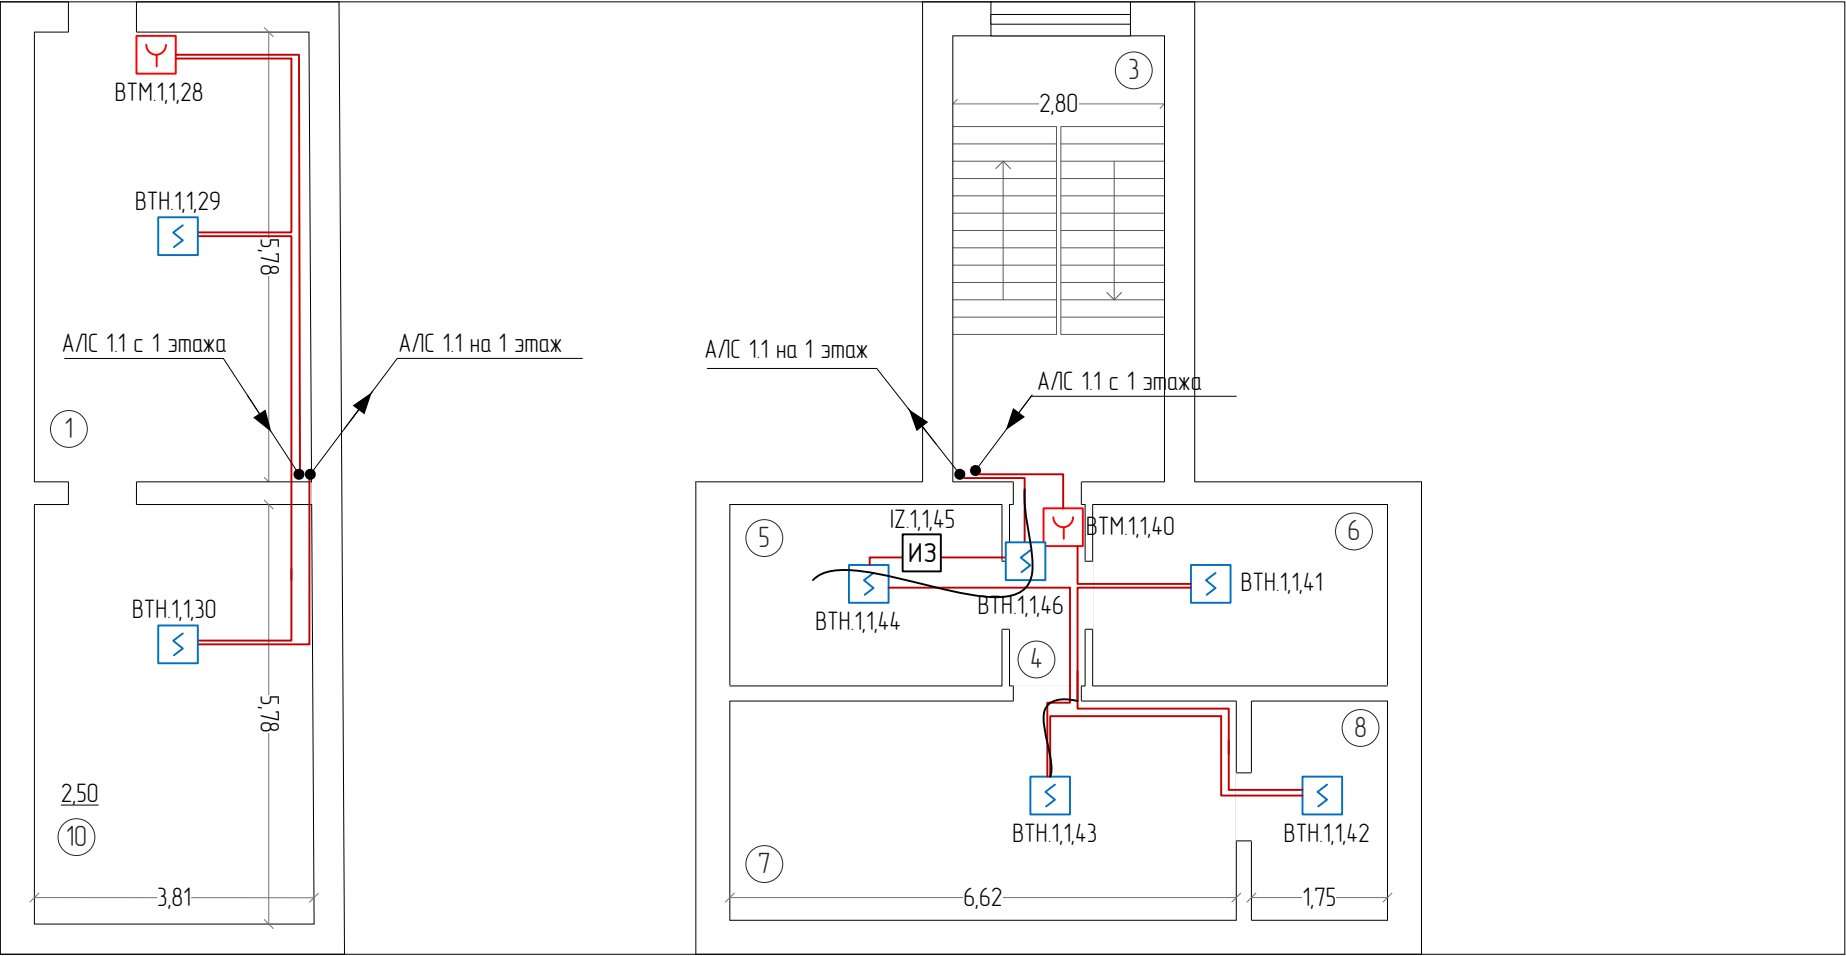 3
2,80
ВТМ.1,1,28
ВТН.1,1,29
5,78
АЛС 1.1 с 1 этажа
АЛС 1.1 на 1 этаж
АЛС 1.1 на 1 этаж
АЛС 1.1 с 1 этажа
1
5
IZ.1,1,45
ИЗ
ВТМ.1,1,40
6
ВТН.1,1,41
ВТН.1,1,44
ВТН.1,1,46
ВТН.1,1,30
4
5,78
8
2,50
10
ВТН.1,1,43
ВТН.1,1,42
7
3,81
6,62
1,75